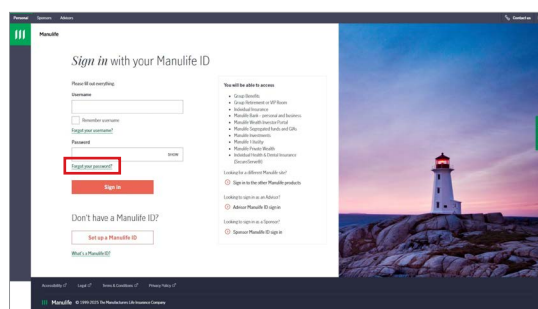 Personal Sponsors Advisors Contact us
Manulife
Sign in with your Manulife ID
Please fill out everything.
Username
Remember username
Forgot your username?
Password
SHOW
Forgot your password?
Sign in
Don't have a Manulife ID?
Set up a Manulife ID
What's a Manulife ID?
You will be able to access
Group Benefits
Group Retirement or VIP Room
Individual Insurance
Manulife Bank - personal and business
Manulife Wealth Investor Portal
Manulife Segregated funds and GIFs
Manulife Investments
Manulife Vitality
Manulife Private Wealth
Individual Health & Dental Insurance
(SecureServe®)
Looking for a different Manulife site?
Sign in to the other Manulife products
Looking to sign in as an Advisor?
Advisor Manulife ID sign in
Looking to sign in as a Sponsor?
Sponsor Manulife ID sign in
Accessibility Legal Terms & Conditions Privacy Policy
Manulife © 1999-2025 The Manufacturers Life Insurance Company